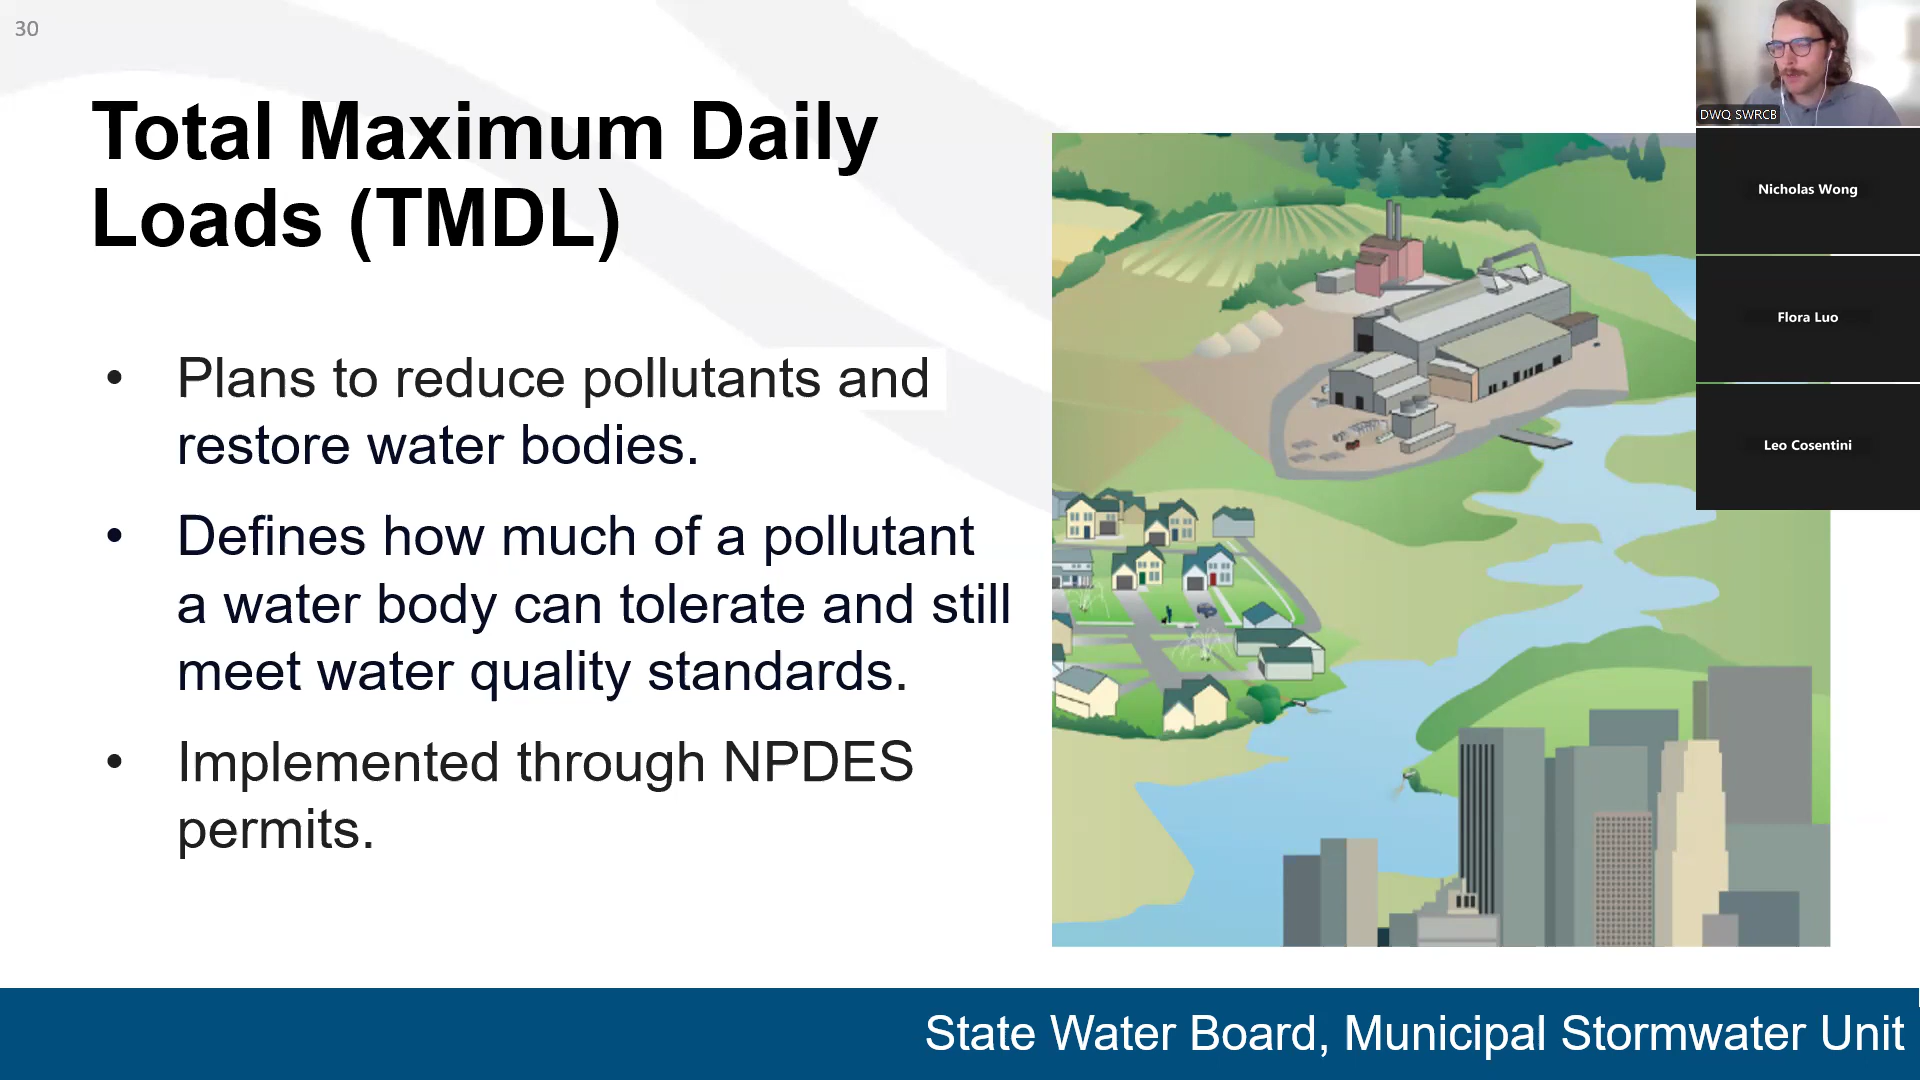 30
Total Maximum Daily
Loads (TMDL)
• Plans to reduce pollutants and
restore water bodies.
• Defines how much of a pollutant
a water body can tolerate and still
meet water quality standards.
• Implemented through NPDES
permits.
DWQ SWRCB
Nicholas Wong
Flora Luo
Leo Cosentini
State Water Board, Municipal Stormwater Unit